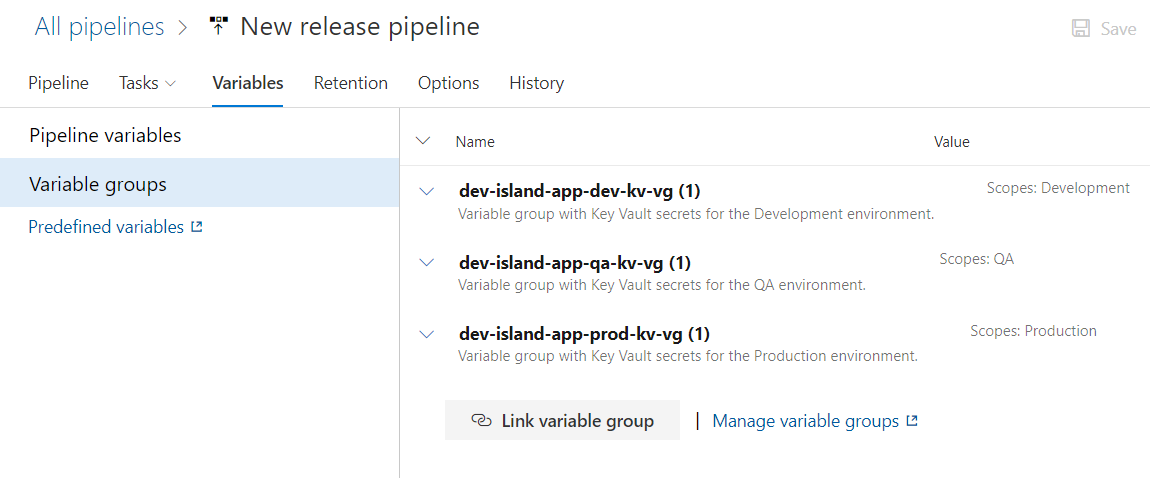 All pipelines > New release pipeline
Save
Pipeline Tasks Variables Retention Options History
Pipeline variables
Variable groups
Predefined variables
Name Value
dev-island-app-dev-kv-vg (1) Scopes: Development
Variable group with Key Vault secrets for the Development environment.
dev-island-app-qa-kv-vg (1) Scopes: QA
Variable group with Key Vault secrets for the QA environment.
dev-island-app-prod-kv-vg (1) Scopes: Production
Variable group with Key Vault secrets for the Production environment.
Link variable group | Manage variable groups